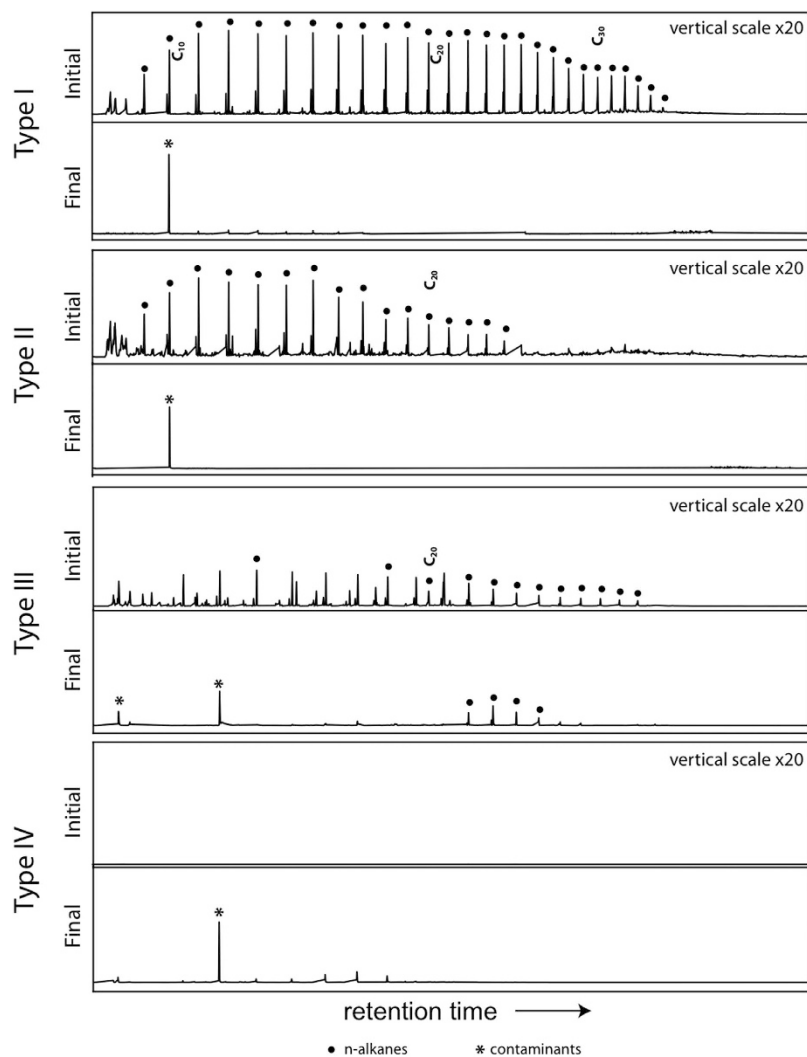 Type I
Initial
C10
C20
C30
vertical scale x20
Final
*
Type II
Initial
C20
vertical scale x20
Final
*
Type III
Initial
C20
vertical scale x20
Final
*
*
Type IV
Initial
vertical scale x20
Final
*
retention time
• n-alkanes * contaminants